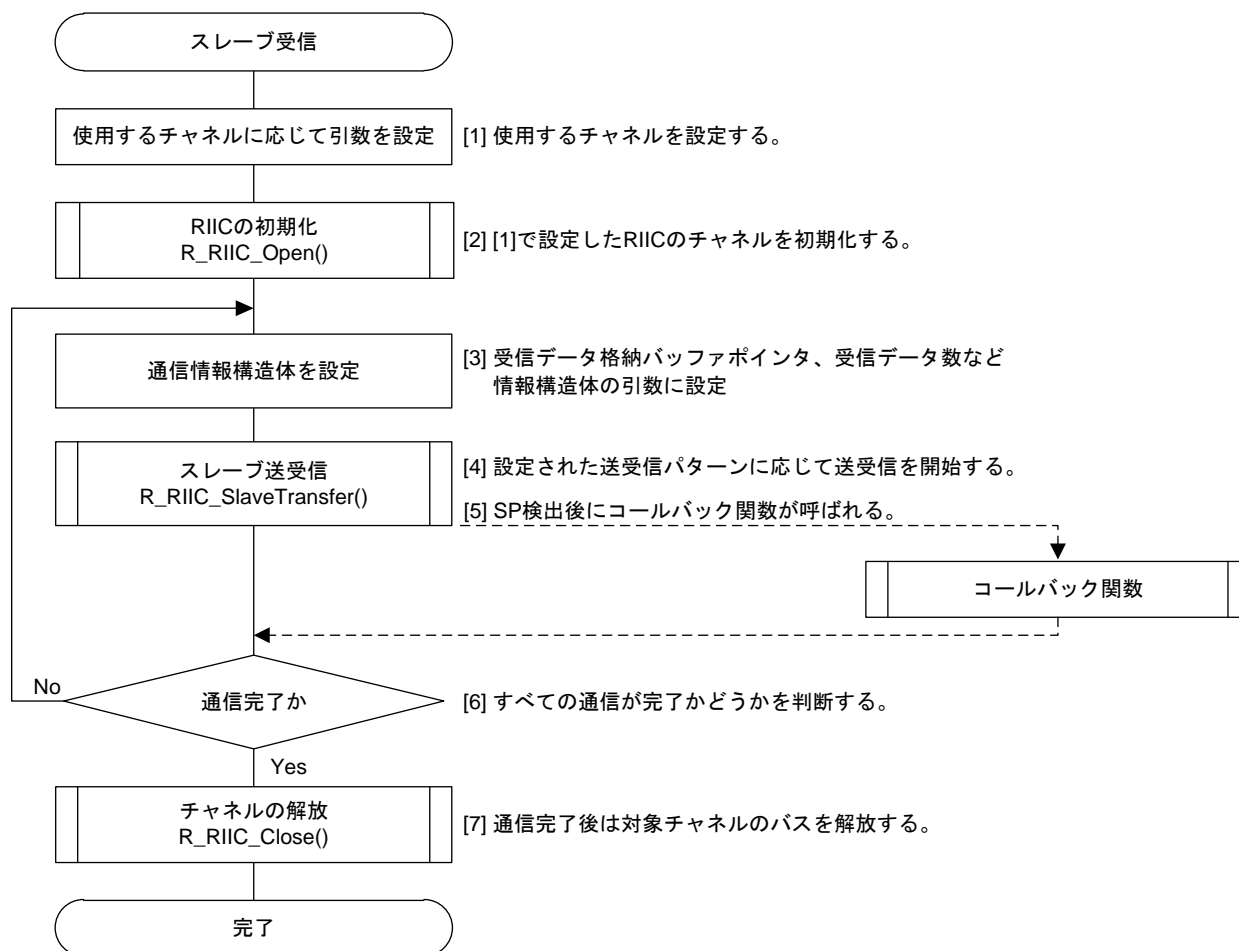 スレーブ受信
使用するチャネルに応じて引数を設定
[1] 使用するチャネルを設定する。
RIICの初期化
R_RIIC_Open()
[2] [1]で設定したRIICのチャネルを初期化する。
通信情報構造体を設定
[3] 受信データ格納バッファポインタ、受信データ数など
情報構造体の引数に設定
スレーブ送受信
R_RIIC_SlaveTransfer()
[4] 設定された送受信パターンに応じて送受信を開始する。
[5] SP検出後にコールバック関数が呼ばれる。
コールバック関数
No
通信完了か
[6] すべての通信が完了かどうかを判断する。
Yes
チャネルの解放
R_RIIC_Close()
[7] 通信完了後は対象チャネルのバスを解放する。
完了